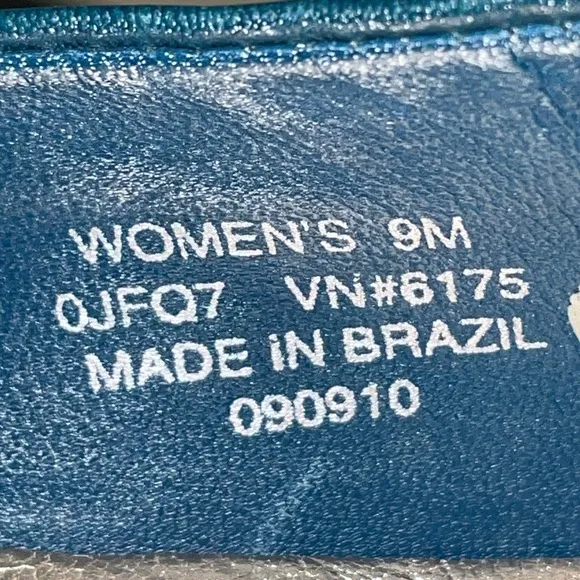 WOMEN'S 9M
0JFQ7 VN#6175
MADE iN BRAZIL
090910